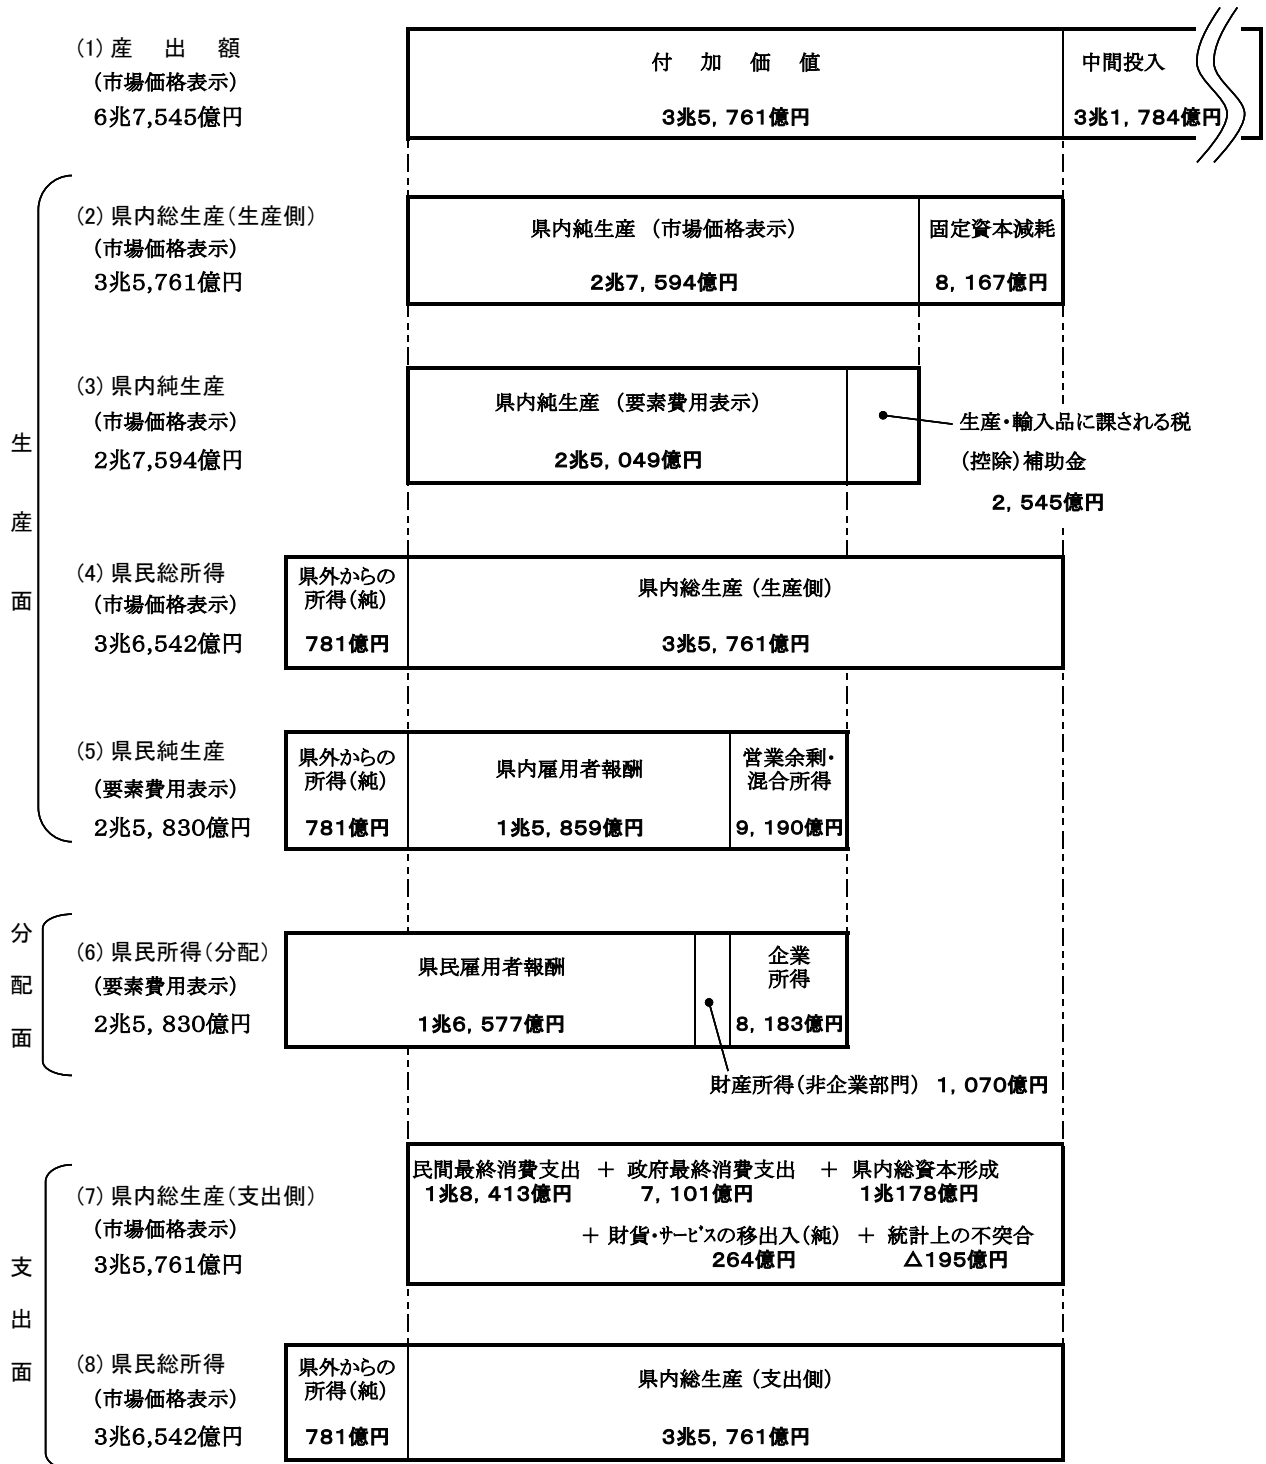 (1) 産 出 額
(市場価格表示)
6兆7,545億円
付 加 価 値
3兆5, 761億円
中間投入
3兆1, 784億円
生産面
(2) 県内総生産(生産側)
(市場価格表示)
3兆5,761億円
県内純生産 (市場価格表示)
2兆7, 594億円
固定資本減耗
8, 167億円
(3) 県内純生産
(市場価格表示)
2兆7,594億円
県内純生産 (要素費用表示)
2兆5, 049億円
生産・輸入品に課される税
(控除)補助金
2, 545億円
(4) 県民総所得
(市場価格表示)
3兆6,542億円
県外からの
所得(純)
781億円
県内総生産 (生産側)
3兆5, 761億円
(5) 県民純生産
(要素費用表示)
2兆5, 830億円
県外からの
所得(純)
781億円
県内雇用者報酬
1兆5, 859億円
営業余剰・
混合所得
9, 190億円
分配面
(6) 県民所得(分配)
(要素費用表示)
2兆5, 830億円
県民雇用者報酬
1兆6, 577億円
企業
所得
8, 183億円
財産所得(非企業部門) 1, 070億円
支出面
(7) 県内総生産(支出側)
(市場価格表示)
3兆5,761億円
民間最終消費支出 + 政府最終消費支出 + 県内総資本形成
1兆8, 413億円 7, 101億円 1兆178億円
+ 財貨・サービスの移出入(純) + 統計上の不突合
264億円 △195億円
(8) 県民総所得
(市場価格表示)
3兆6,542億円
県外からの
所得(純)
781億円
県内総生産 (支出側)
3兆5, 761億円